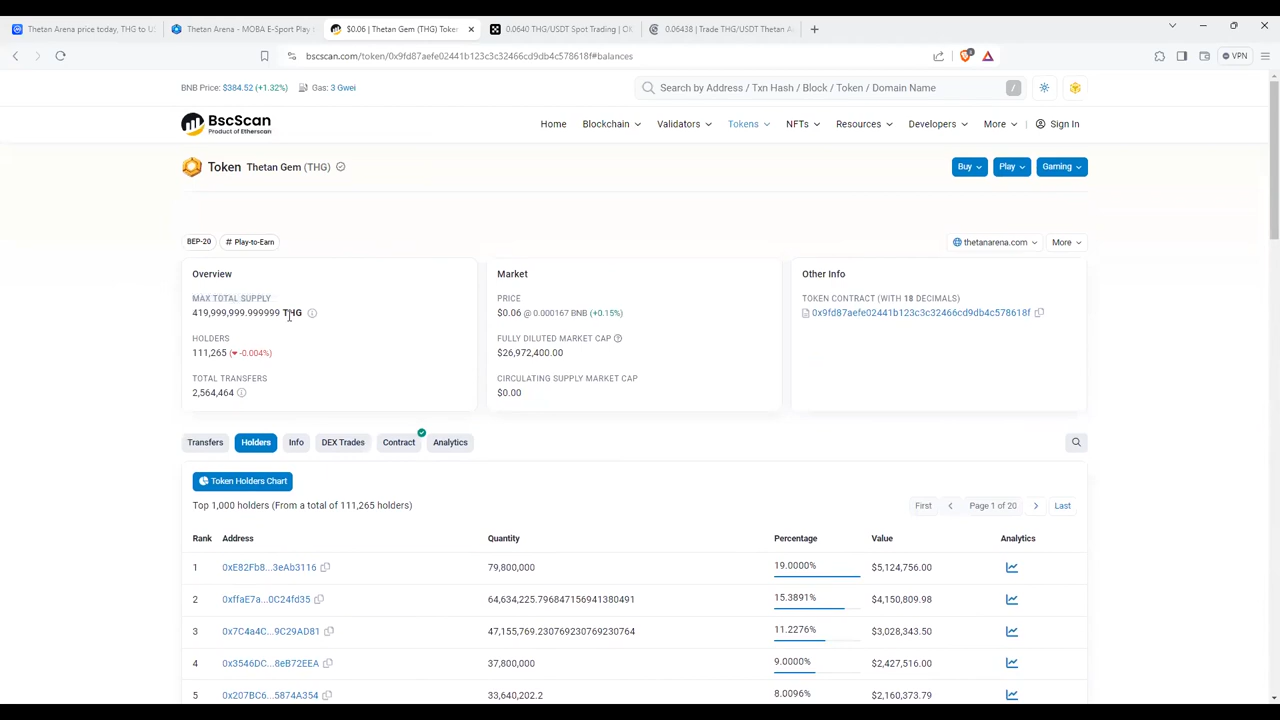 Thetan Arena price today, THG to U
Thetan Arena - MOBA E-Sport Play
$0.06 | Thetan Gem (THG) Token
0.0640 THG/USDT Spot Trading | OK
0.06438 | Trade THG/USDT Thetan A
bscscan.com/token/0x9fd87aefe02441b123c3c32466cd9db4c578618f#balances
VPN
BNB Price: $384.52 (+1.32%) Gas: 3 Gwei
Search by Address / Txn Hash / Block / Token / Domain Name /
BscScan
Product of Etherscan
Home Blockchain Validators Tokens NFTs Resources Developers More | Sign In
Token Thetan Gem (THG)
Buy Play Gaming
BEP-20 # Play-to-Earn
thetanarena.com More
Overview
MAX TOTAL SUPPLY
419,999,999.999999 THG
HOLDERS
111,265 (-0.004%)
TOTAL TRANSFERS
2,564,464
Market
PRICE
$0.06 @ 0.000167 BNB (+0.15%)
FULLY DILUTED MARKET CAP
$26,972,400.00
CIRCULATING SUPPLY MARKET CAP
$0.00
Other Info
TOKEN CONTRACT (WITH 18 DECIMALS)
0x9fd87aefe02441b123c3c32466cd9db4c578618f
Transfers Holders Info DEX Trades Contract Analytics
Token Holders Chart
Top 1,000 holders (From a total of 111,265 holders)
First Page 1 of 20 Last
Rank Address Quantity Percentage Value Analytics
1 0xE82Fb8...3eAb3116 79,800,000 19.0000% $5,124,756.00
2 0xffaE7a...0C24fd35 64,634,225.796847156941380491 15.3891% $4,150,809.98
3 0x7C4a4C...9C29AD81 47,155,769.230769230769230764 11.2276% $3,028,343.50
4 0x3546DC...8eB72EEA 37,800,000 9.0000% $2,427,516.00
5 0x207BC6...5874A354 33,640,202.2 8.0096% $2,160,373.79